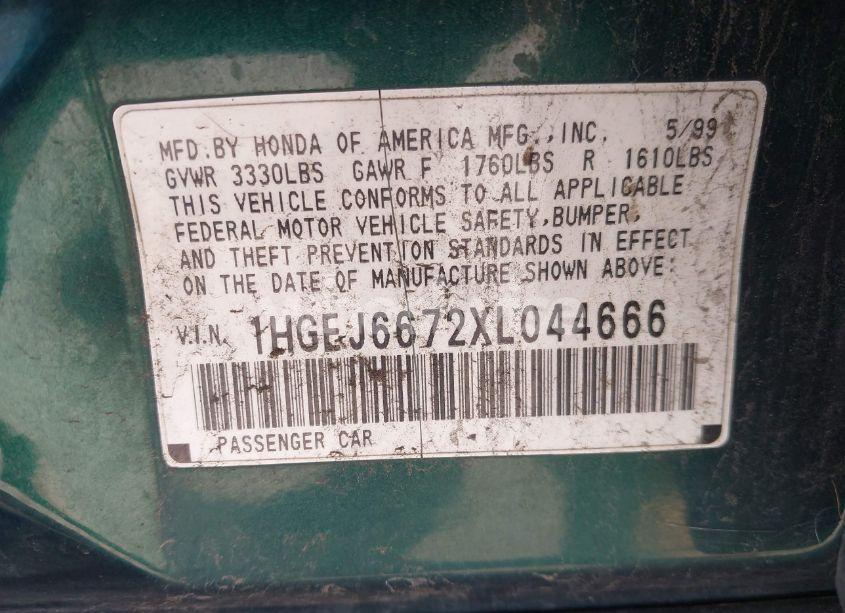 MFD.BY HONDA OF AMERICA MFG.,INC. 5/99
GVWR 3330LBS GAWR F 1760LBS R 1610LBS
THIS VEHICLE CONFORMS TO ALL APPLICABLE
FEDERAL MOTOR VEHICLE SAFETY,BUMPER,
AND THEFT PREVENTION STANDARDS IN EFFECT
ON THE DATE OF MANUFACTURE SHOWN ABOVE:
V.I.N. 1HGEJ6672XL044666
PASSENGER CAR